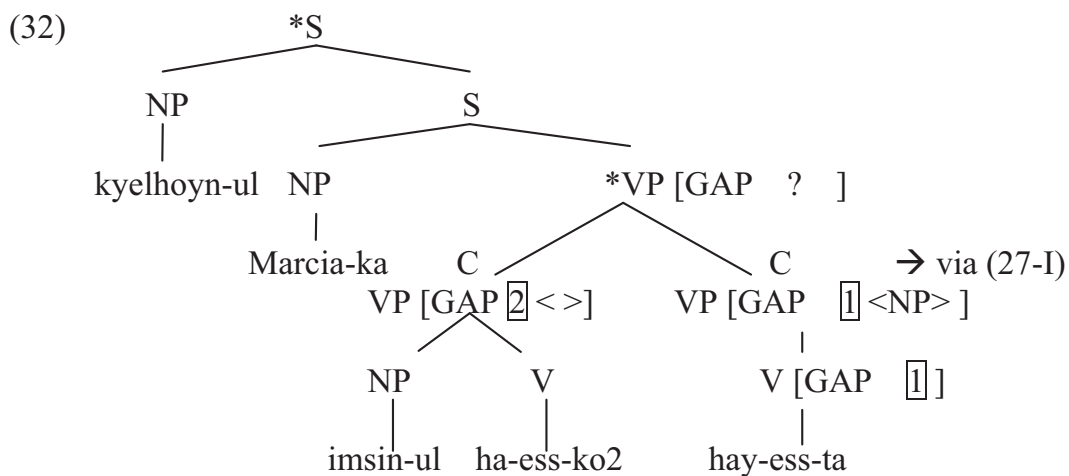 (32) *S
NP S
kyelhoyn-ul NP *VP [GAP ? ]
Marcia-ka C C → via (27-I)
VP [GAP 2 < >] VP [GAP 1 <NP> ]
NP V V [GAP 1 ]
imsin-ul ha-ess-ko2 hay-ess-ta